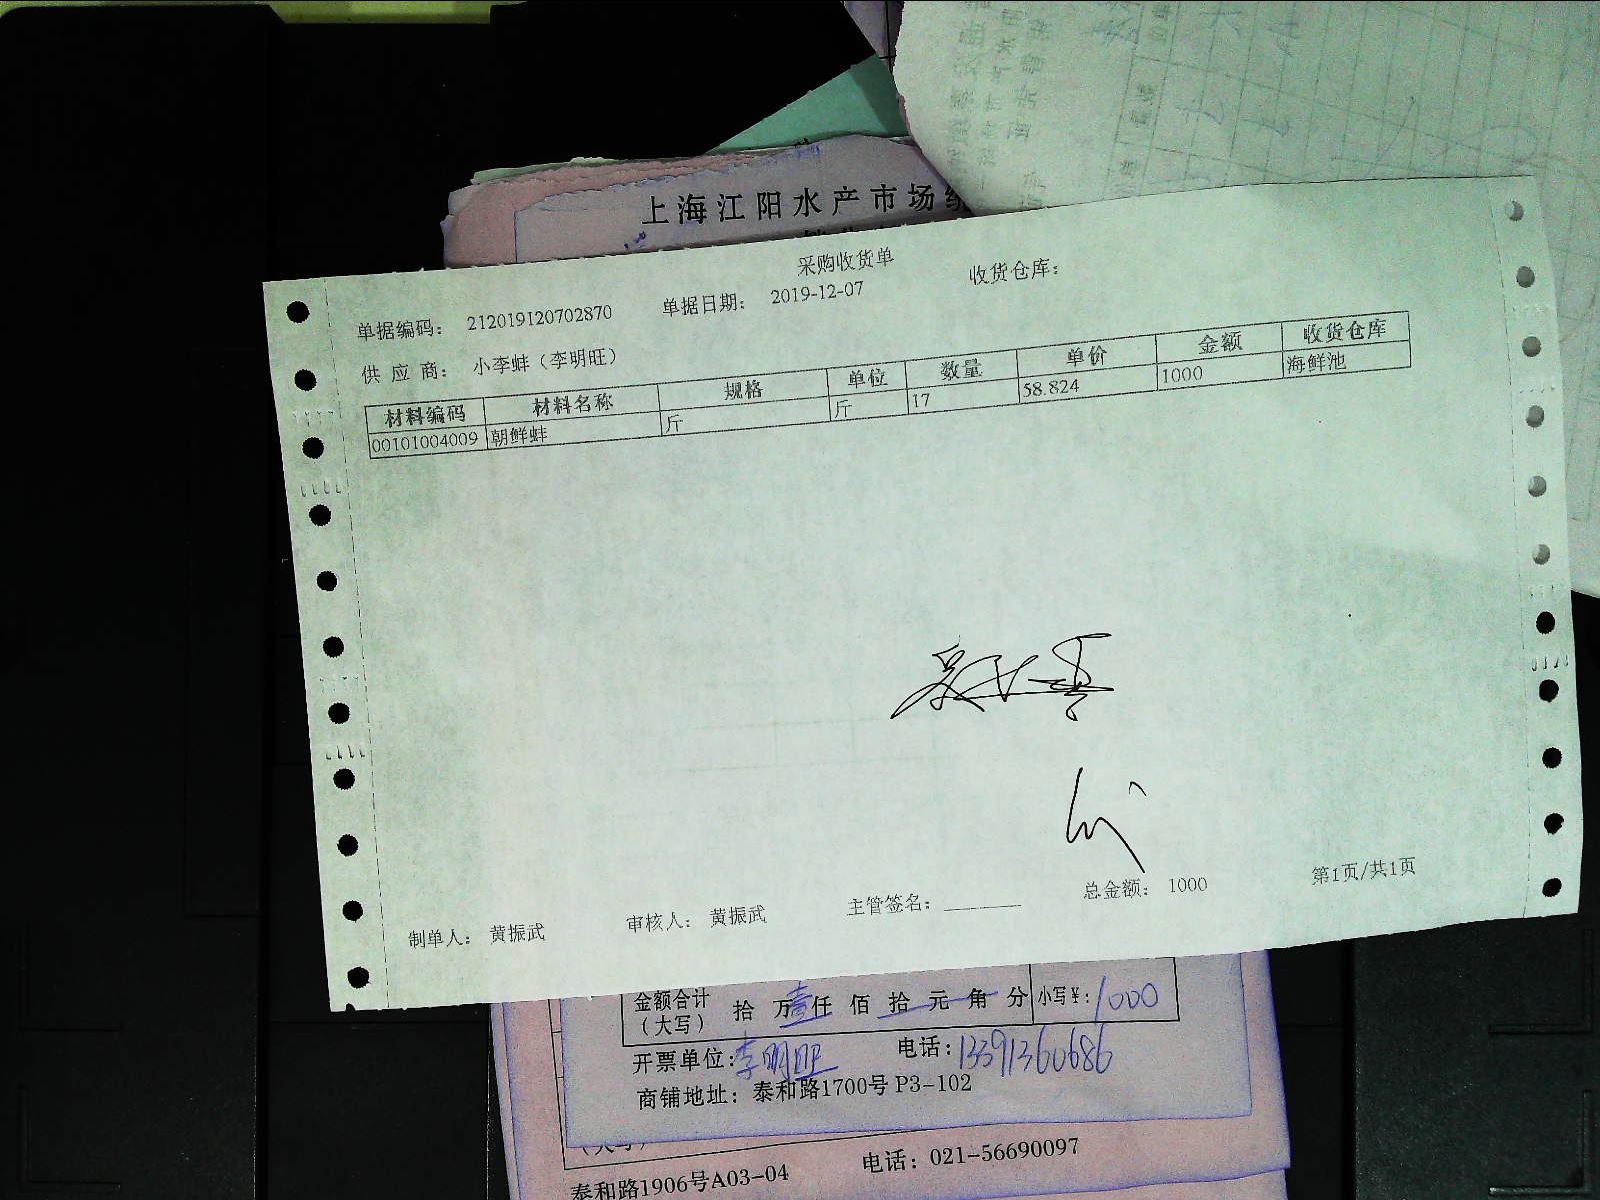 上海江阳水产市场
采购收货单
收货仓库：
单据编码： 212019120702870 单据日期： 2019-12-07
供 应 商： 小李蚌（李明旺）
材料编码 材料名称 规格 单位 数量 单价 金额 收货仓库
00101004009 朝鲜蚌 斤 斤 17 58.824 1000 海鲜池
制单人： 黄振武 审核人： 黄振武 主管签名： 总金额： 1000 第1页/共1页
金额合计
（大写） 拾 万 壹 仟 佰 拾 元 角 分 小写￥: 1000
开票单位: 李明旺 电话: 13391360686
商铺地址: 泰和路1700号 P3-102
（大写）
泰和路1906号A03-04 电话: 021-56690097